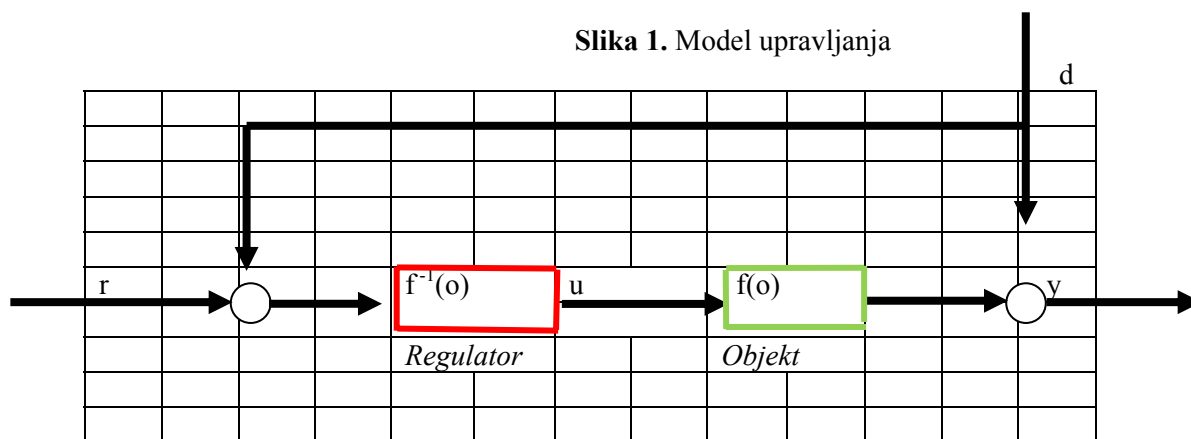 Slika 1. Model upravljanja
d
r
f⁻¹(o)
u
f(o)
y
Regulator
Objekt